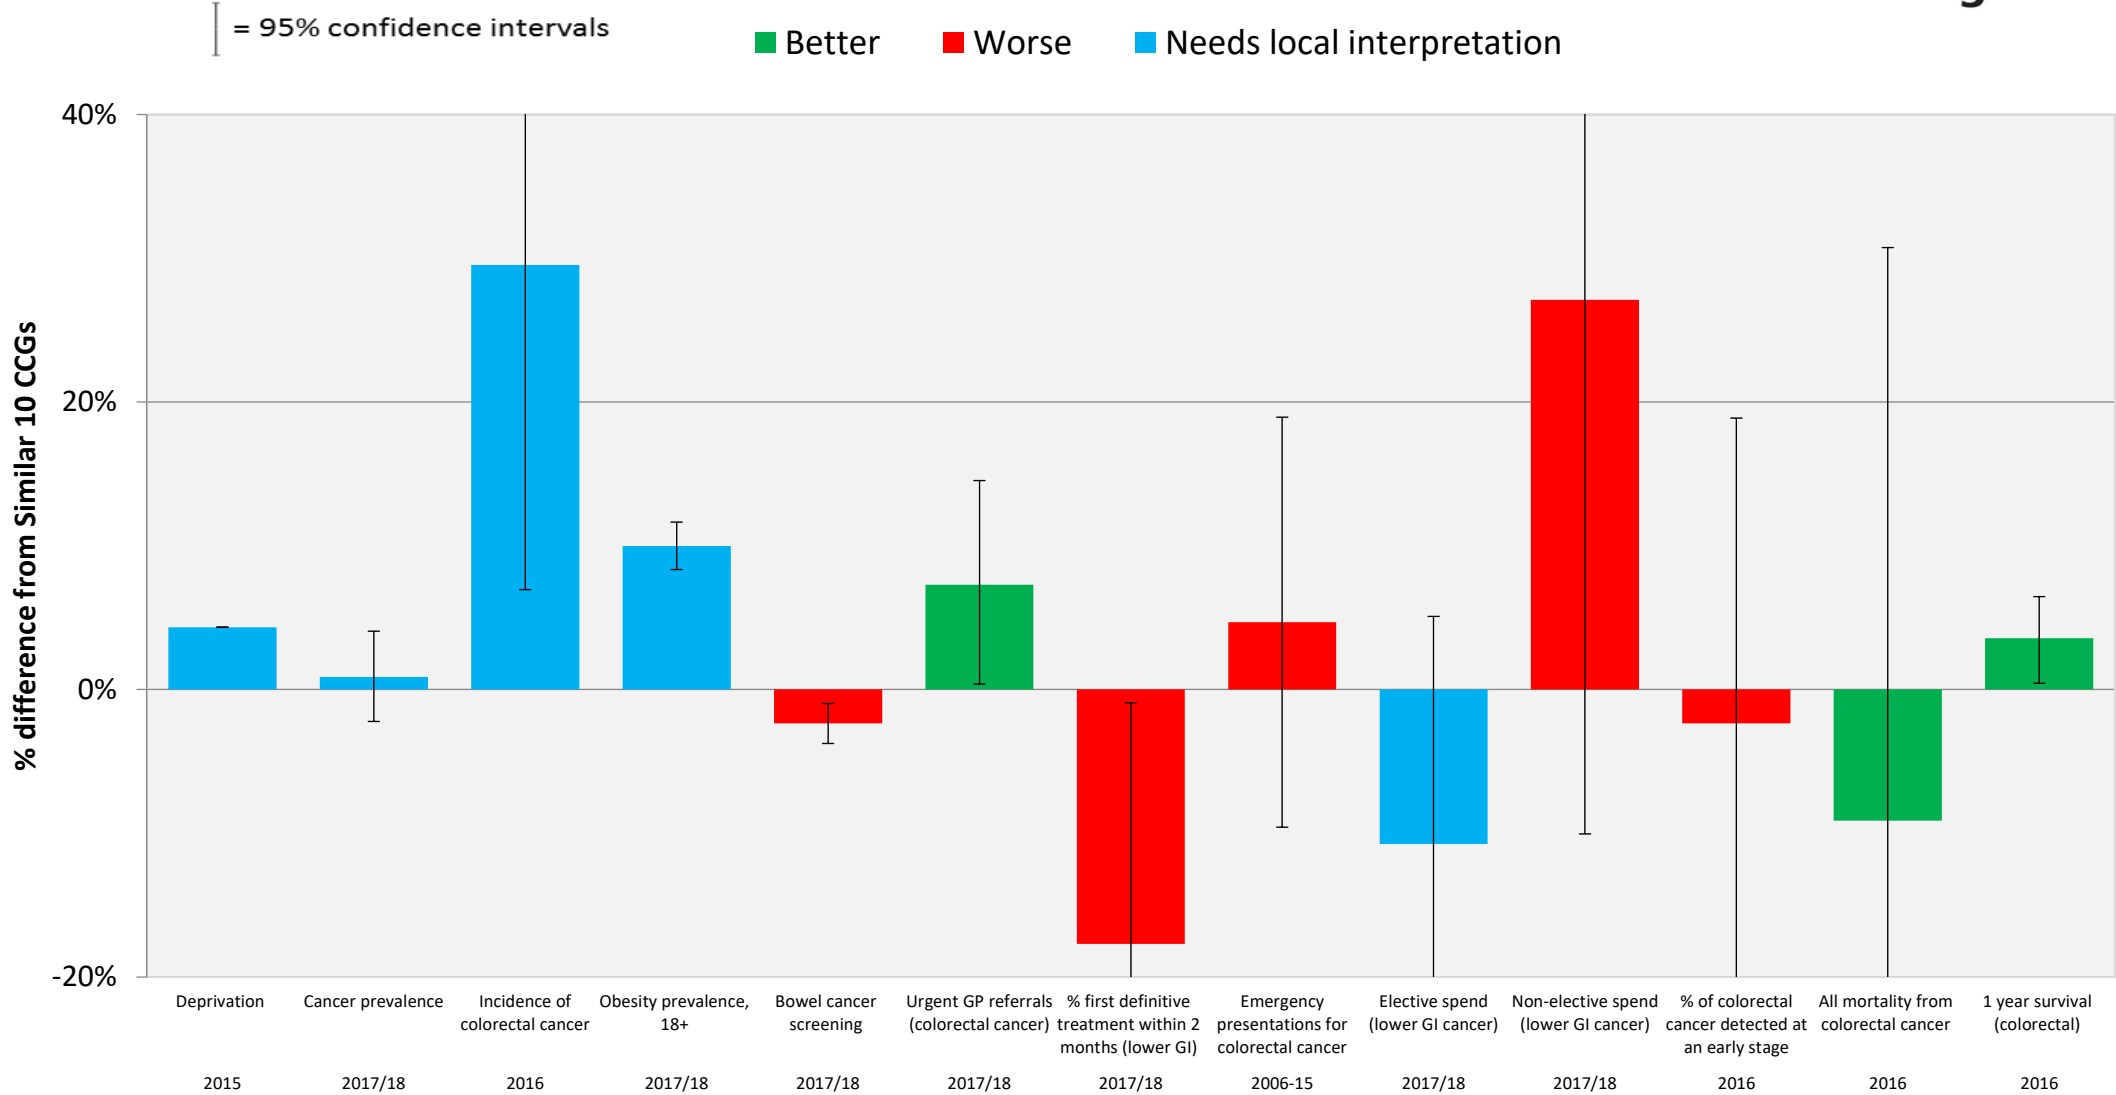 = 95% confidence intervals
Better
Worse
Needs local interpretation
% difference from Similar 10 CCGs
40%
20%
0%
-20%
Deprivation
2015
Cancer prevalence
2017/18
Incidence of
colorectal cancer
2016
Obesity prevalence,
18+
2017/18
Bowel cancer
screening
2017/18
Urgent GP referrals
(colorectal cancer)
2017/18
% first definitive
treatment within 2
months (lower GI)
2017/18
Emergency
presentations for
colorectal cancer
2006-15
Elective spend
(lower GI cancer)
2017/18
Non-elective spend
(lower GI cancer)
2017/18
% of colorectal
cancer detected at
an early stage
2016
All mortality from
colorectal cancer
2016
1 year survival
(colorectal)
2016